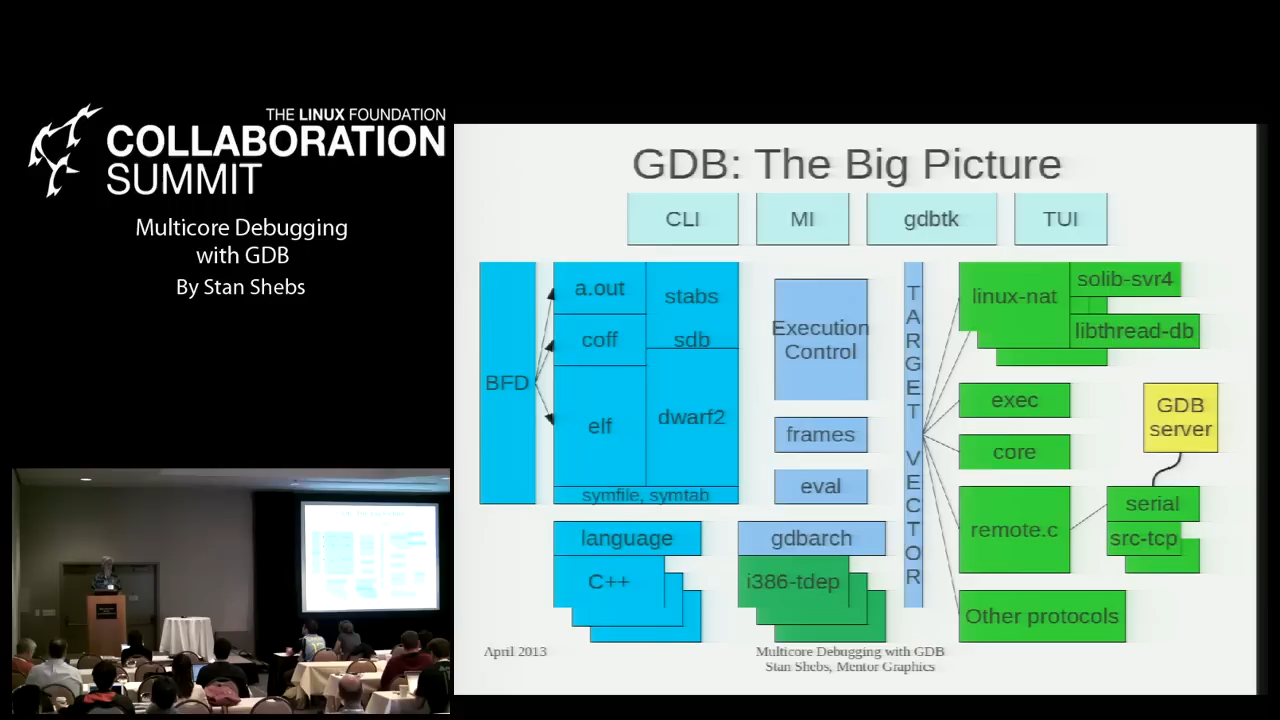 THE LINUX FOUNDATION
COLLABORATION
SUMMIT
Multicore Debugging
with GDB
By Stan Shebs
GDB: The Big Picture
CLI
MI
gdbtk
TUI
BFD
a.out
coff
elf
stabs
sdb
dwarf2
symfile, symtab
language
C++
Execution
Control
frames
eval
gdbarch
i386-tdep
TARGET VECTOR
linux-nat
solib-svr4
libthread-db
exec
core
remote.c
GDB
server
serial
src-tcp
Other protocols
April 2013
Multicore Debugging with GDB
Stan Shebs, Mentor Graphics